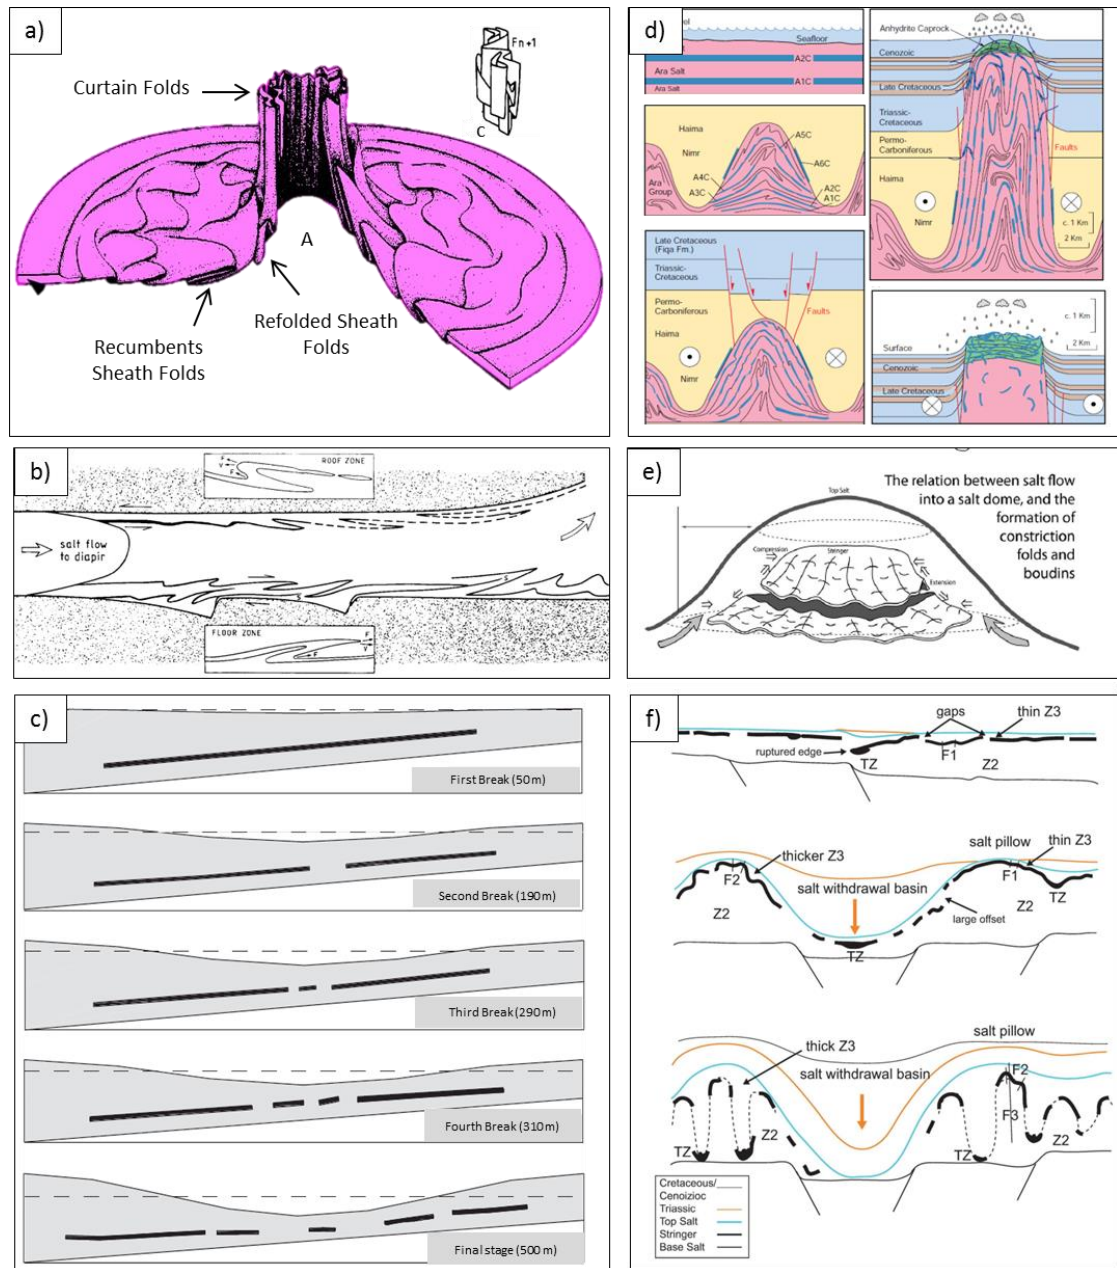 a)
Curtain Folds
Fn+1
C
A
Refolded Sheath
Folds
Recumbents
Sheath Folds
b)
ROOF ZONE
F
V
F
salt flow
to diapir
S
S
FLOOR ZONE
F
F
V
c)
First Break (50 m)
Second Break (190 m)
Third Break (290 m)
Fourth Break (310 m)
Final stage (500 m)
d)
Seafloor
A2C
Ara Salt
A1C
Ara Salt
Haima
Nimr
A5C
A6C
A4C
A3C
Ara
Group
A2C
A1C
Late Cretaceous
(Fiqa Fm.)
Triassic-
Cretaceous
Permo-
Carboniferous
Faults
Haima
Nimr
Anhydrite Caprock
Cenozoic
Late Cretaceous
Triassic-
Cretaceous
Permo-
Carboniferous
Faults
Haima
Nimr
c. 1 Km
2 Km
c. 1 Km
2 Km
Surface
Cenozoic
Late Cretaceous
e)
The relation between salt flow
into a salt dome, and the
formation of
constriction
folds and
boudins
Top Salt
Compression
Stringer
Extension
f)
gaps
thin Z3
ruptured edge
TZ
F1
Z2
thicker Z3
salt pillow
thin Z3
F2
F1
salt withdrawal basin
TZ
Z2
Z2
large offset
TZ
thick Z3
salt pillow
salt withdrawal basin
F2
F3
Z2
Z2
TZ
TZ
Cretaceous/
Cenoizioc
Triassic
Top Salt
Stringer
Base Salt